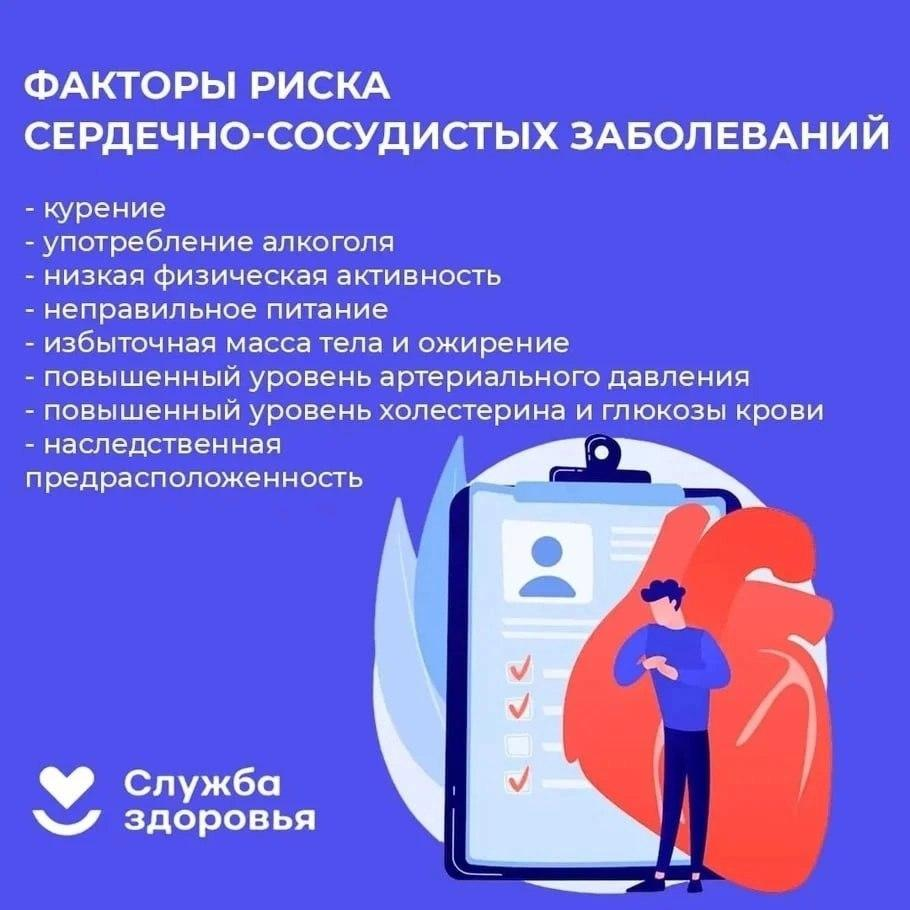 ФАКТОРЫ РИСКА
СЕРДЕЧНО-СОСУДИСТЫХ ЗАБОЛЕВАНИЙ
- курение
- употребление алкоголя
- низкая физическая активность
- неправильное питание
- избыточная масса тела и ожирение
- повышенный уровень артериального давления
- повышенный уровень холестерина и глюкозы крови
- наследственная
предрасположенность
Служба
здоровья